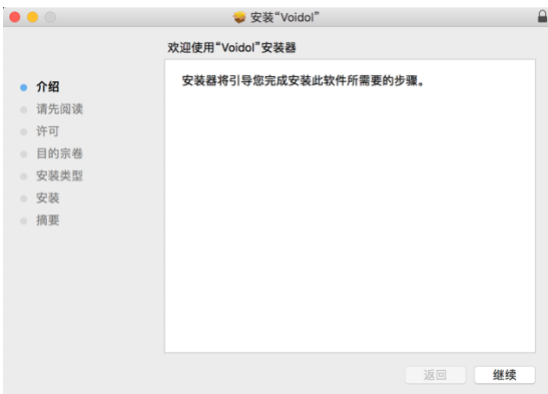 安装“Voidol”
欢迎使用“Voidol”安装器
安装器将引导您完成安装此软件所需要的步骤。
介绍
请先阅读
许可
目的宗卷
安装类型
安装
摘要
返回
继续